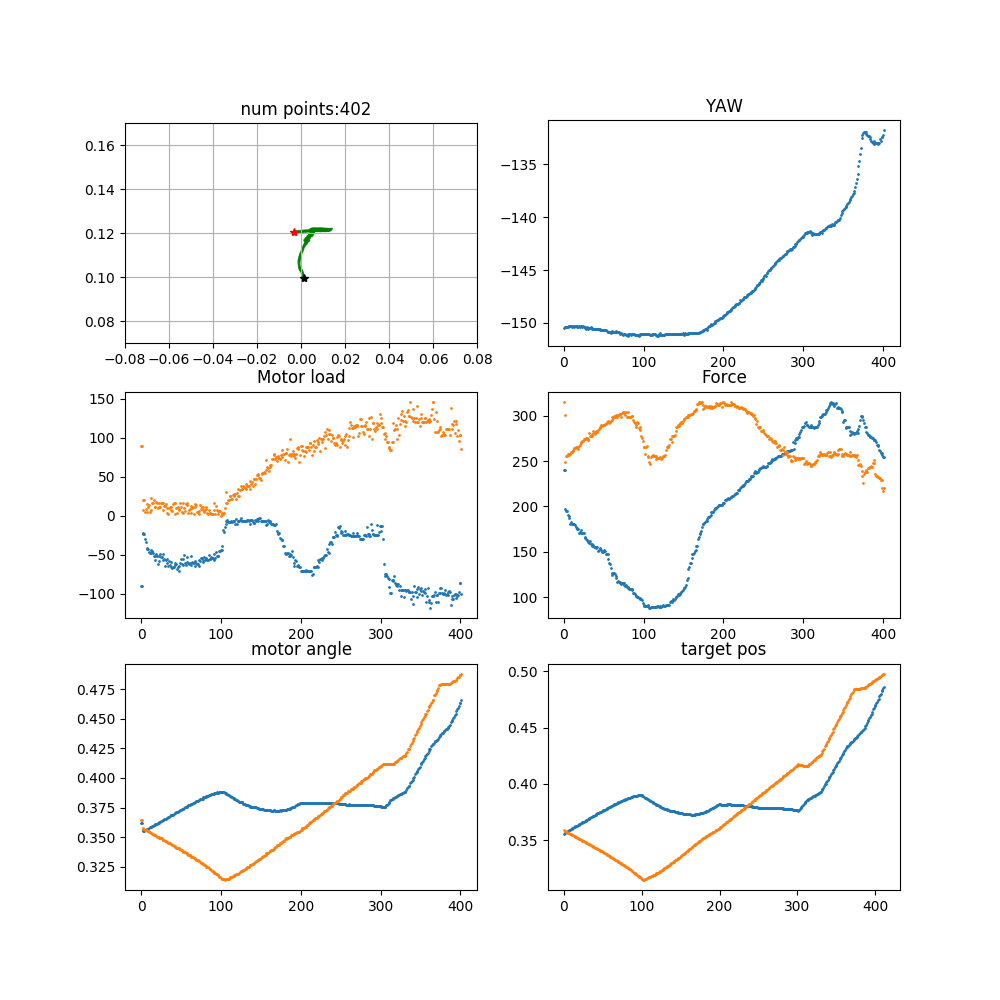 num points:402
YAW
0.16
0.14
0.12
0.10
0.08
−0.08 −0.06 −0.04 −0.02 0.00 0.02 0.04 0.06 0.08
−135
−140
−145
−150
0 100 200 300 400
Motor load
Force
150
100
50
0
−50
−100
0 100 200 300 400
300
250
200
150
100
0 100 200 300 400
motor angle
target pos
0.475
0.450
0.425
0.400
0.375
0.350
0.325
0 100 200 300 400
0.50
0.45
0.40
0.35
0 100 200 300 400